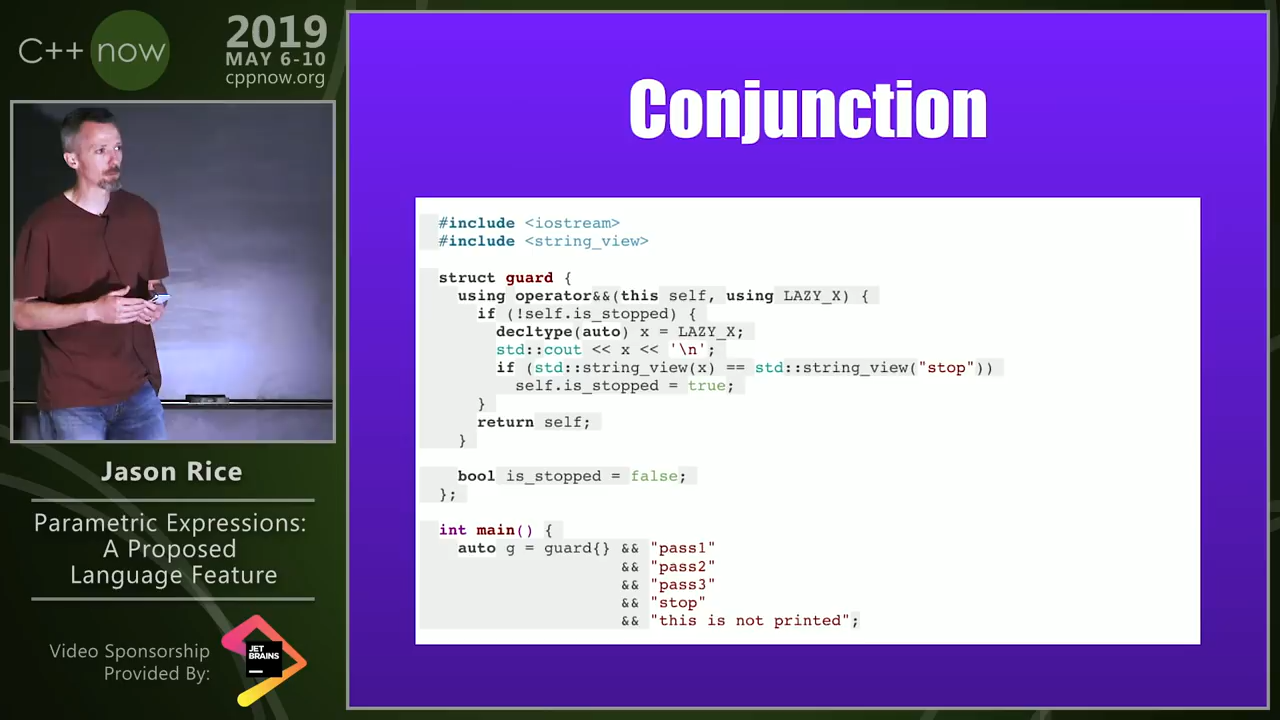 C++ now
2019
MAY 6-10
cppnow.org
Jason Rice
Parametric Expressions:
A Proposed
Language Feature
Video Sponsorship
Provided By:
JET
BRAINS
Conjunction
#include <iostream>
#include <string_view>
struct guard {
  using operator&&(this self, using LAZY_X) {
    if (!self.is_stopped) {
      decltype(auto) x = LAZY_X;
      std::cout << x << '\n';
      if (std::string_view(x) == std::string_view("stop"))
        self.is_stopped = true;
    }
    return self;
  }
  bool is_stopped = false;
};
int main() {
  auto g = guard{} && "pass1"
                   && "pass2"
                   && "pass3"
                   && "stop"
                   && "this is not printed";